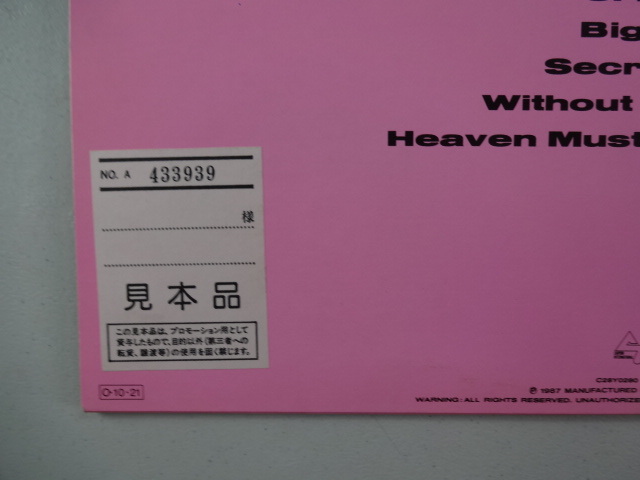 Big
Secr
Without
Heaven Must
NO. A 433939
様
見本品
この見本品は、プロモーション用として
貸与したもので、目的以外(第三者への
転貸、譲渡等)の使用を固く禁じます。
O-10-21
C28Y0280
Ⓟ 1987 MANUFACTURED
WARNING: ALL RIGHTS RESERVED. UNAUTHORIZE